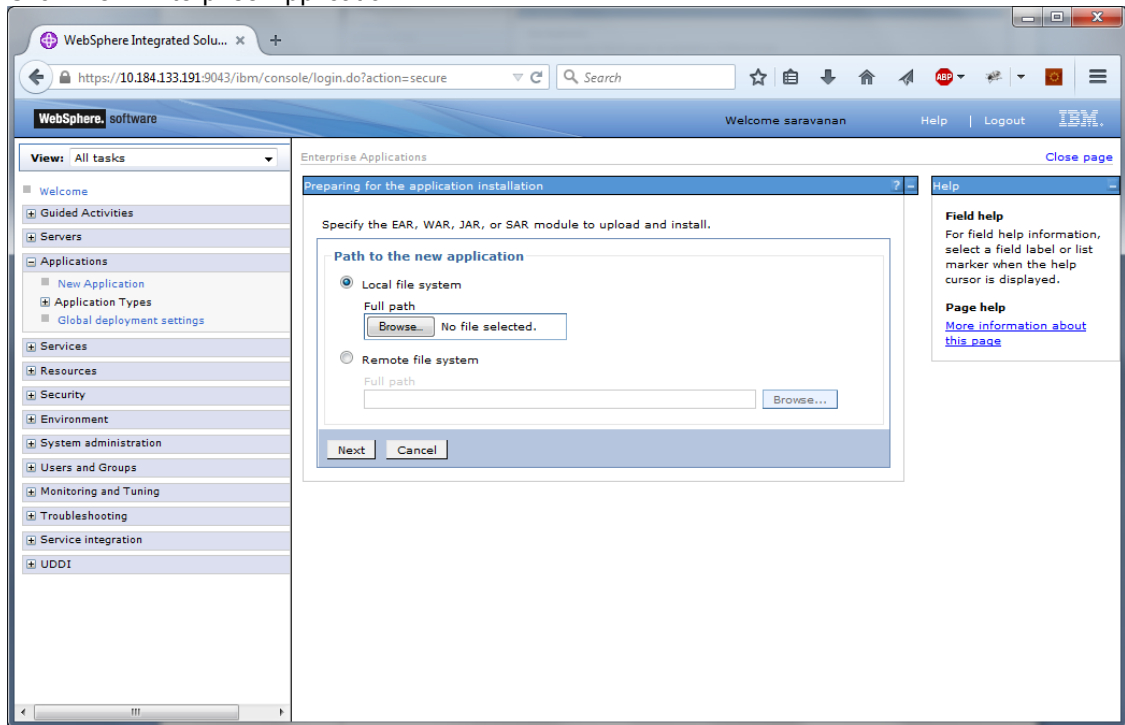 WebSphere Integrated Solu... × +
https://10.184.133.191:9043/ibm/console/login.do?action=secure Search ABP
WebSphere. software Welcome saravanan Help | Logout IBM.
View: All tasks
Welcome
Guided Activities
Servers
Applications
New Application
Application Types
Global deployment settings
Services
Resources
Security
Environment
System administration
Users and Groups
Monitoring and Tuning
Troubleshooting
Service integration
UDDI
Enterprise Applications Close page
Preparing for the application installation ? -
Specify the EAR, WAR, JAR, or SAR module to upload and install.
Path to the new application
Local file system
Full path
Browse... No file selected.
Remote file system
Full path
Browse...
Next Cancel
Help -
Field help
For field help information,
select a field label or list
marker when the help
cursor is displayed.
Page help
More information about
this page